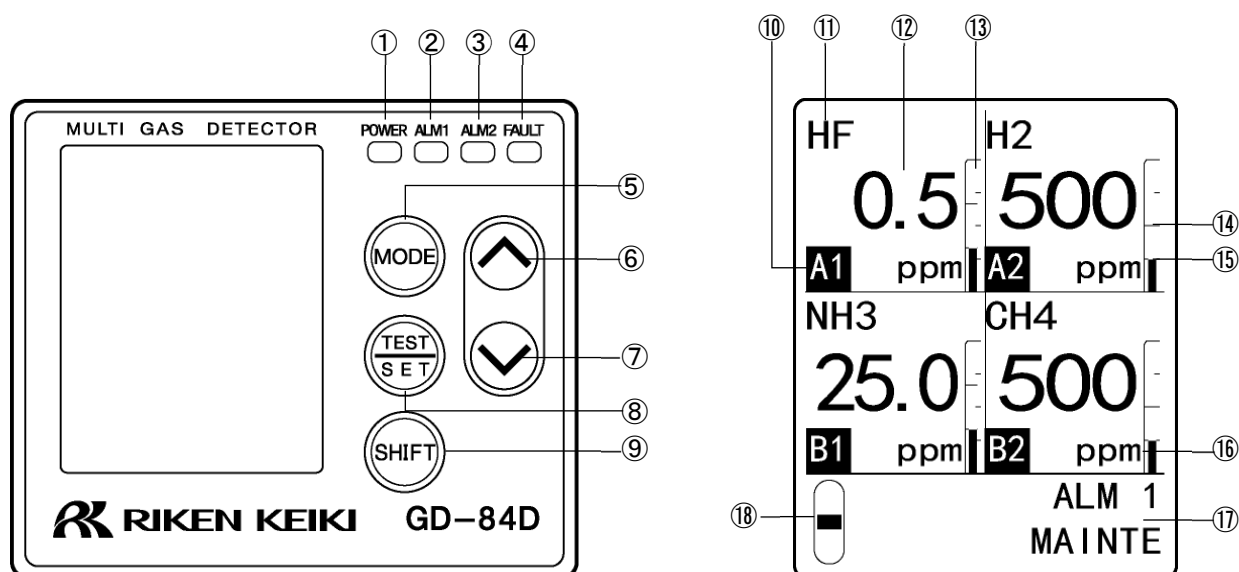 ① ② ③ ④
MULTI GAS DETECTOR
POWER ALM1 ALM2 FAULT
⑤
MODE
⑥
TEST
SET
⑦
⑧
SHIFT
⑨
RIKEN KEIKI GD-84D
⑩ ⑪ ⑫ ⑬
HF
0.5
A1 ppm
H2
500
A2 ppm
⑭
⑮
NH3
25.0
B1 ppm
CH4
500
B2 ppm
⑯
ALM 1
⑰
MAINTE
⑱